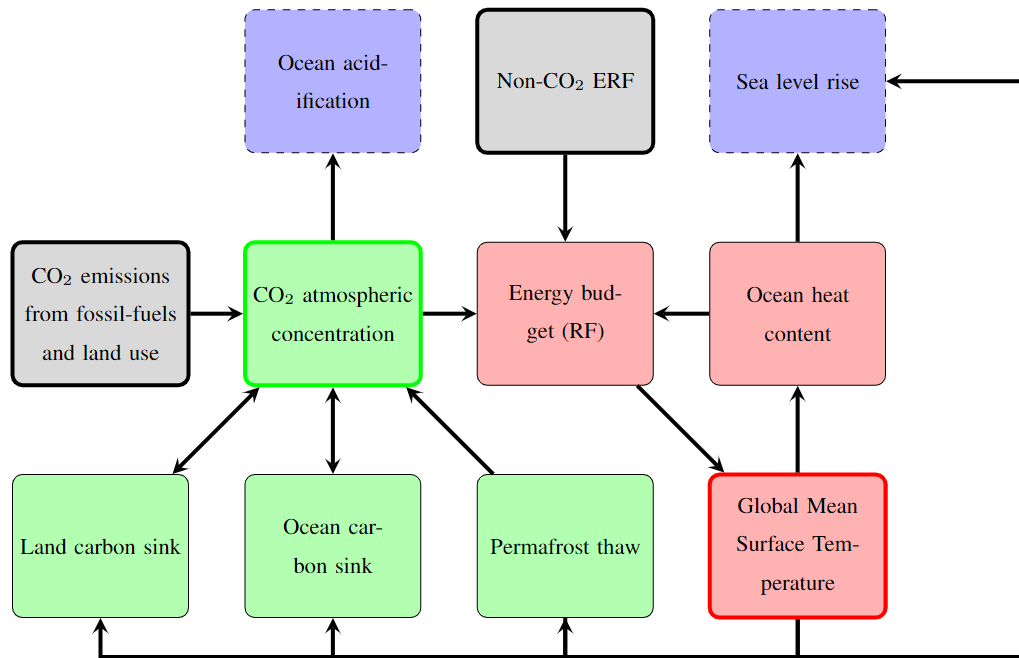 Ocean acid-
ification
Non-CO₂ ERF
Sea level rise
CO₂ emissions
from fossil-fuels
and land use
CO₂ atmospheric
concentration
Energy bud-
get (RF)
Ocean heat
content
Land carbon sink
Ocean car-
bon sink
Permafrost thaw
Global Mean
Surface Tem-
perature